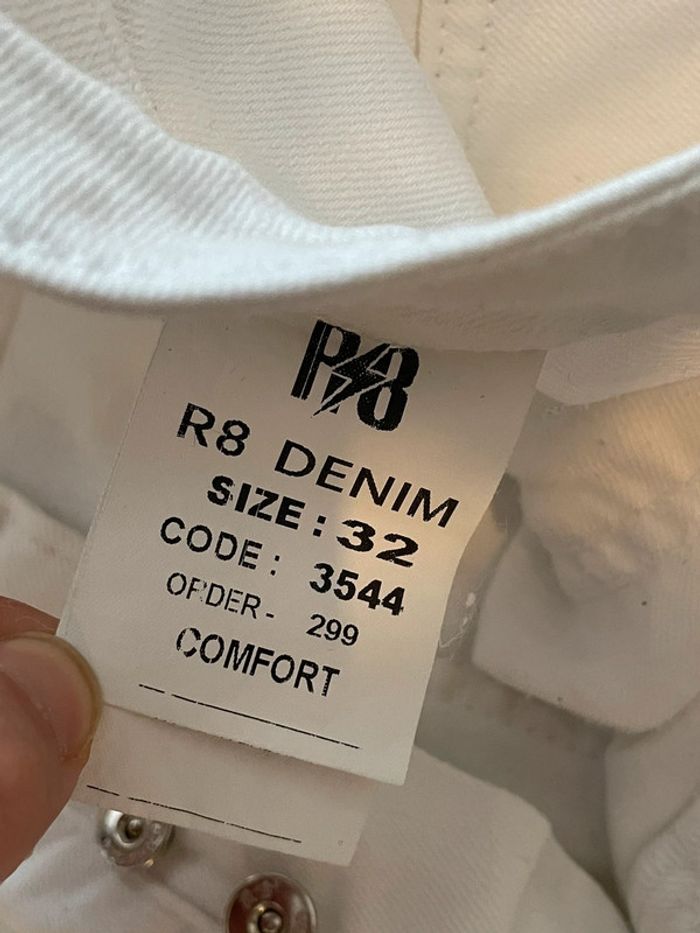 R8
R8 DENIM
SIZE: 32
CODE: 3544
ORDER- 299
COMFORT